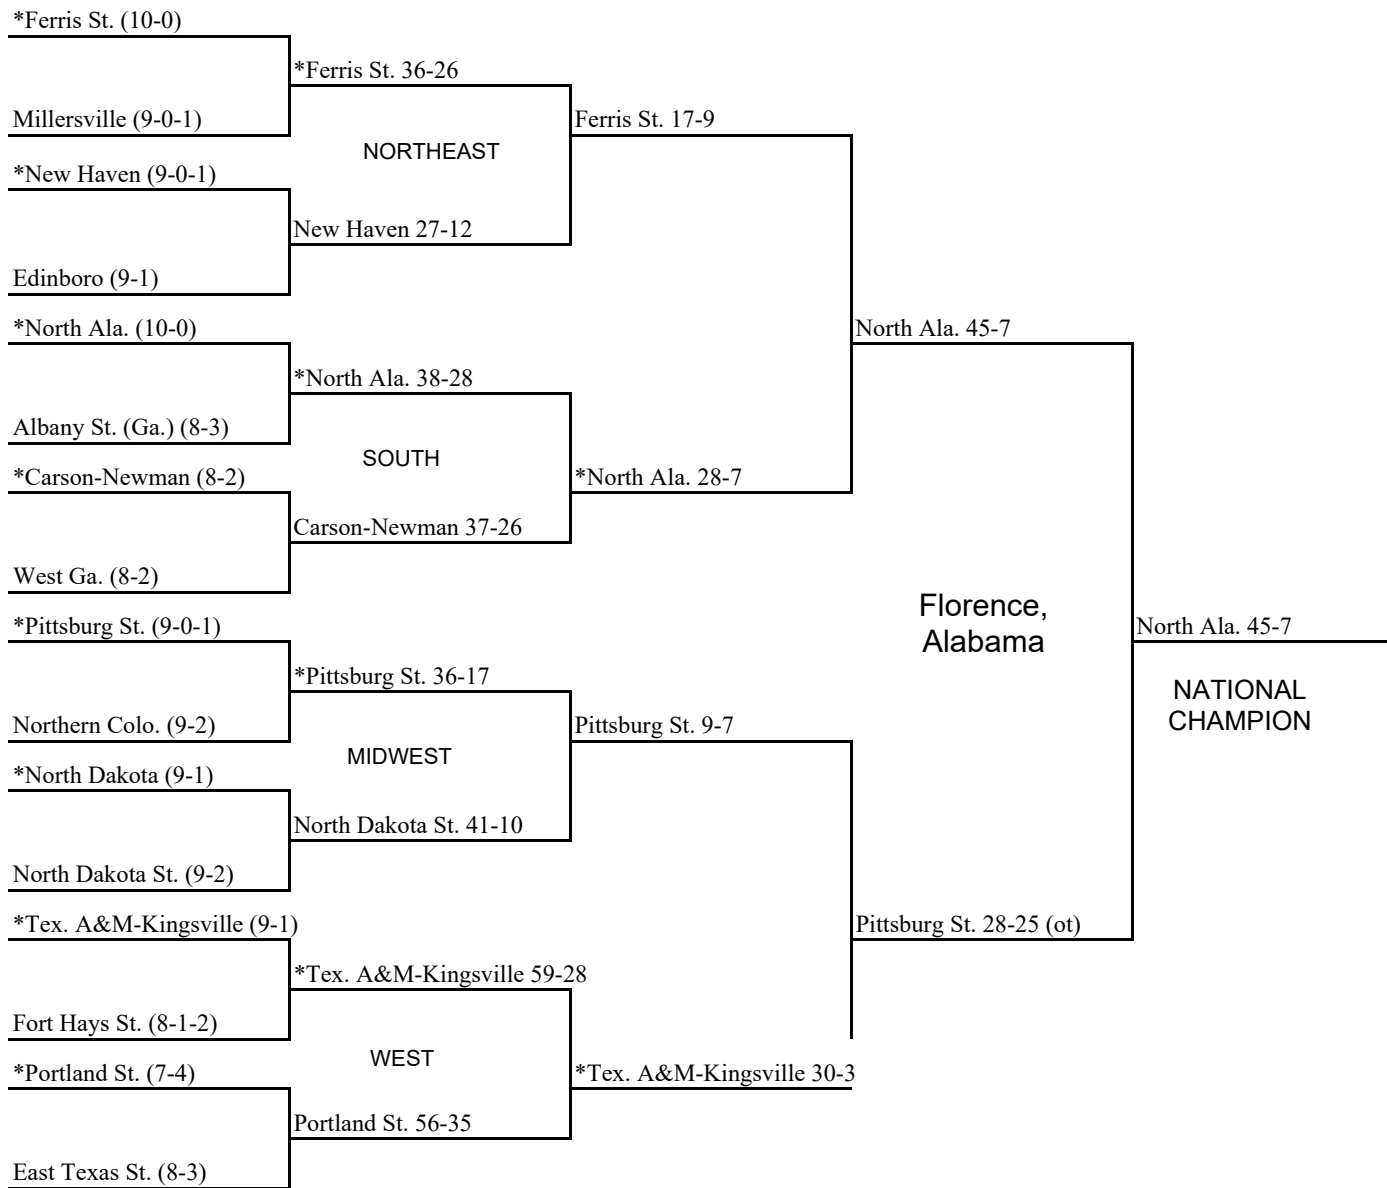 *Ferris St. (10-0)
*Ferris St. 36-26
Millersville (9-0-1)
Ferris St. 17-9
NORTHEAST
*New Haven (9-0-1)
New Haven 27-12
Edinboro (9-1)
*North Ala. (10-0)
North Ala. 45-7
*North Ala. 38-28
Albany St. (Ga.) (8-3)
SOUTH
*Carson-Newman (8-2)
*North Ala. 28-7
Carson-Newman 37-26
West Ga. (8-2)
Florence,
Alabama
*Pittsburg St. (9-0-1)
North Ala. 45-7
*Pittsburg St. 36-17
NATIONAL
CHAMPION
Northern Colo. (9-2)
Pittsburg St. 9-7
MIDWEST
*North Dakota (9-1)
North Dakota St. 41-10
North Dakota St. (9-2)
*Tex. A&M-Kingsville (9-1)
Pittsburg St. 28-25 (ot)
*Tex. A&M-Kingsville 59-28
Fort Hays St. (8-1-2)
WEST
*Portland St. (7-4)
*Tex. A&M-Kingsville 30-3
Portland St. 56-35
East Texas St. (8-3)